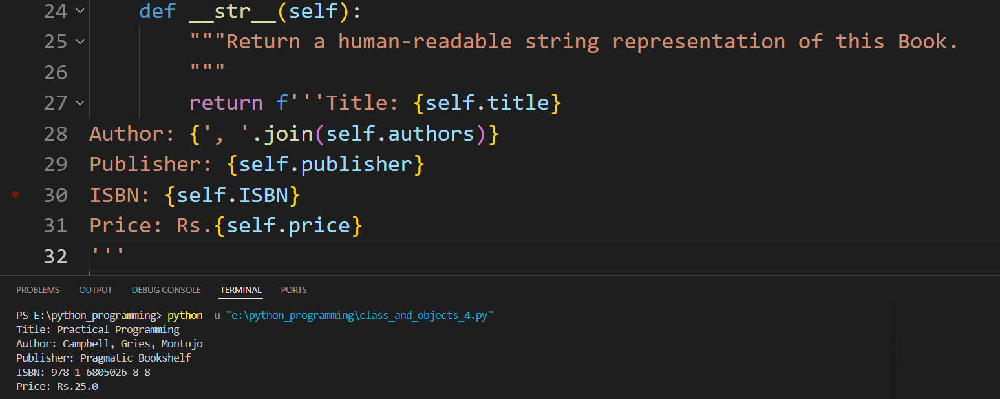 24 def __str__(self):
25 """Return a human-readable string representation of this Book.
26 """
27 return f'''Title: {self.title}
28 Author: {', '.join(self.authors)}
29 Publisher: {self.publisher}
30 ISBN: {self.ISBN}
31 Price: Rs.{self.price}
32 '''
PROBLEMS OUTPUT DEBUG CONSOLE TERMINAL PORTS
PS E:\python_programming> python -u "e:\python_programming\class_and_objects_4.py"
Title: Practical Programming
Author: Campbell, Gries, Montojo
Publisher: Pragmatic Bookshelf
ISBN: 978-1-6805026-8-8
Price: Rs.25.0